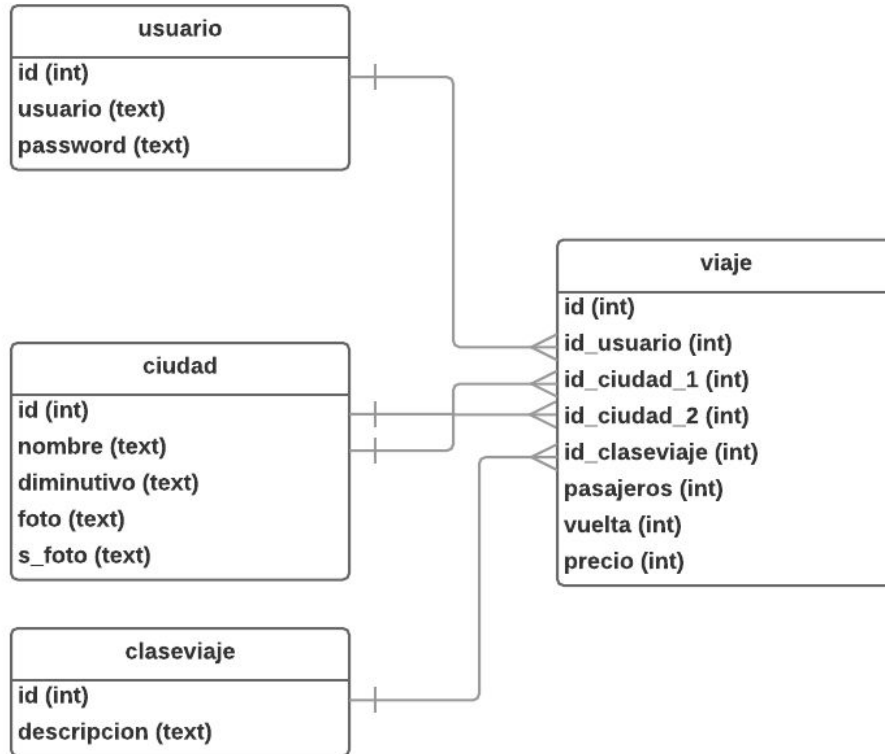 usuario
id (int)
usuario (text)
password (text)
ciudad
id (int)
nombre (text)
diminutivo (text)
foto (text)
s_foto (text)
claseviaje
id (int)
descripcion (text)
viaje
id (int)
id_usuario (int)
id_ciudad_1 (int)
id_ciudad_2 (int)
id_claseviaje (int)
pasajeros (int)
vuelta (int)
precio (int)